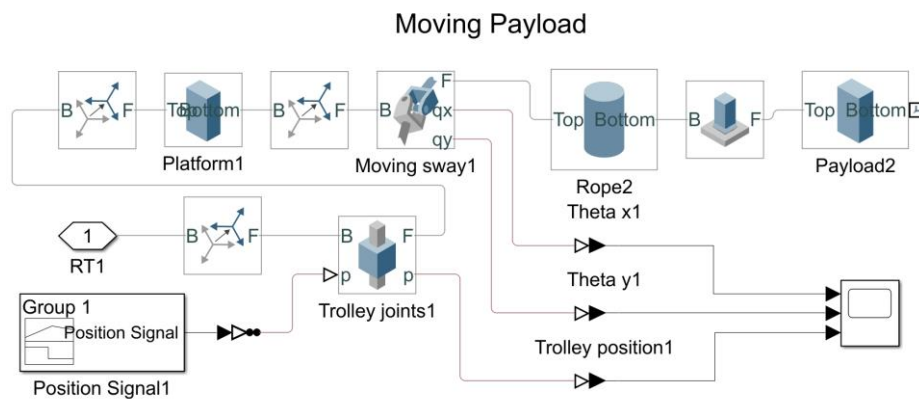 Moving Payload
B F
Top Bottom
Platform1
B F
B F
qx
qy
Moving sway1
Top Bottom
Rope2
B F
Top
Payload2
Theta x1
1
RT1
B F
B F
p p
Trolley joints1
Theta y1
Group 1
Position Signal
Position Signal1
Trolley position1